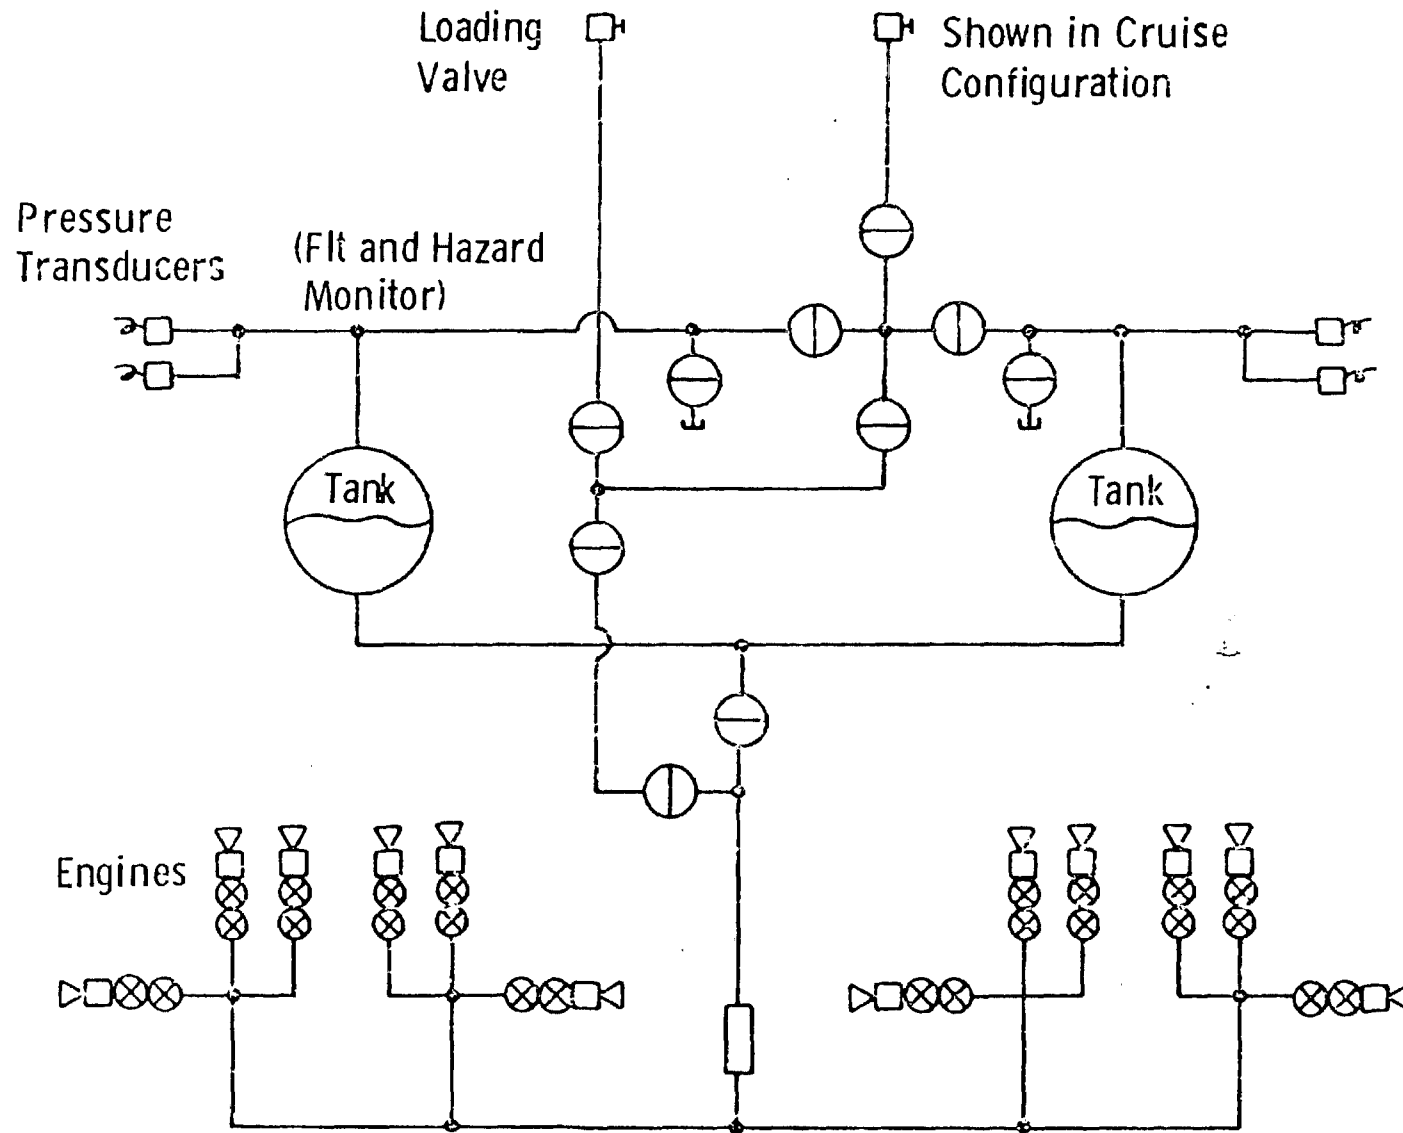 Loading
Valve
Shown in Cruise
Configuration
Pressure
Transducers
(Flt and Hazard
Monitor)
Tank
Tank
Engines